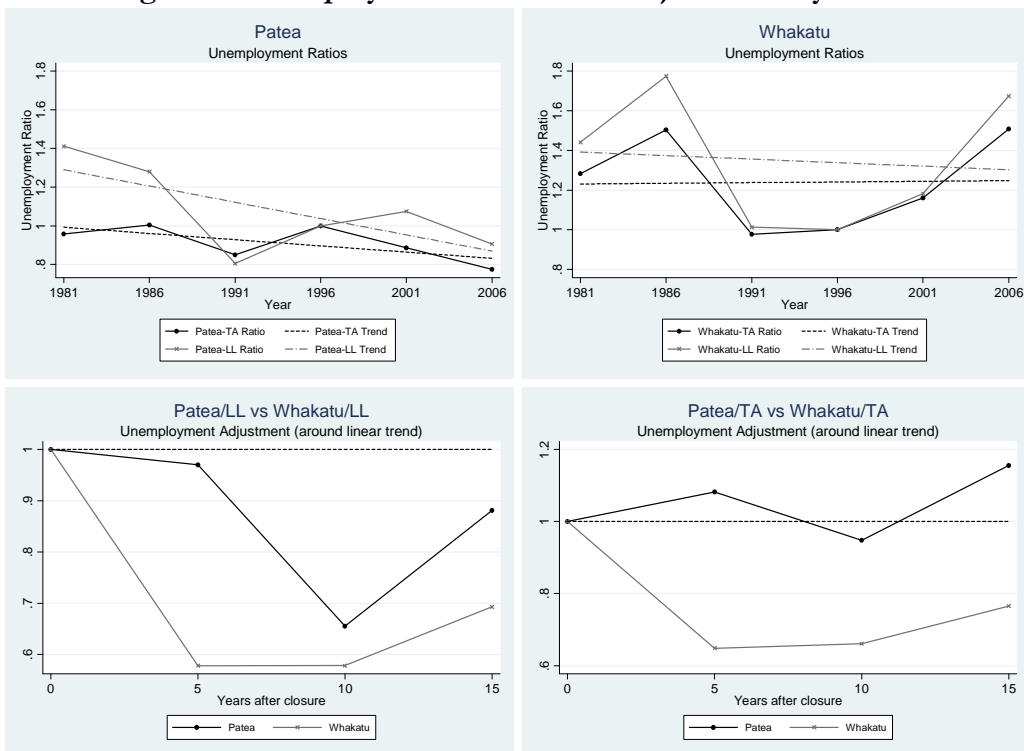 Patea
Unemployment Ratios
Unemployment Ratio
1.8
1.6
1.4
1.2
1
.8
1981 1986 1991 1996 2001 2006
Year
Patea-TA Ratio Patea-TA Trend
Patea-LL Ratio Patea-LL Trend
Whakatu
Unemployment Ratios
Unemployment Ratio
1.8
1.6
1.4
1.2
1
.8
1981 1986 1991 1996 2001 2006
Year
Whakatu-TA Ratio Whakatu-TA Trend
Whakatu-LL Ratio Whakatu-LL Trend
Patea/LL vs Whakatu/LL
Unemployment Adjustment (around linear trend)
1
.9
.8
.7
.6
0 5 10 15
Years after closure
Patea Whakatu
Patea/TA vs Whakatu/TA
Unemployment Adjustment (around linear trend)
1.2
1
.8
.6
0 5 10 15
Years after closure
Patea Whakatu